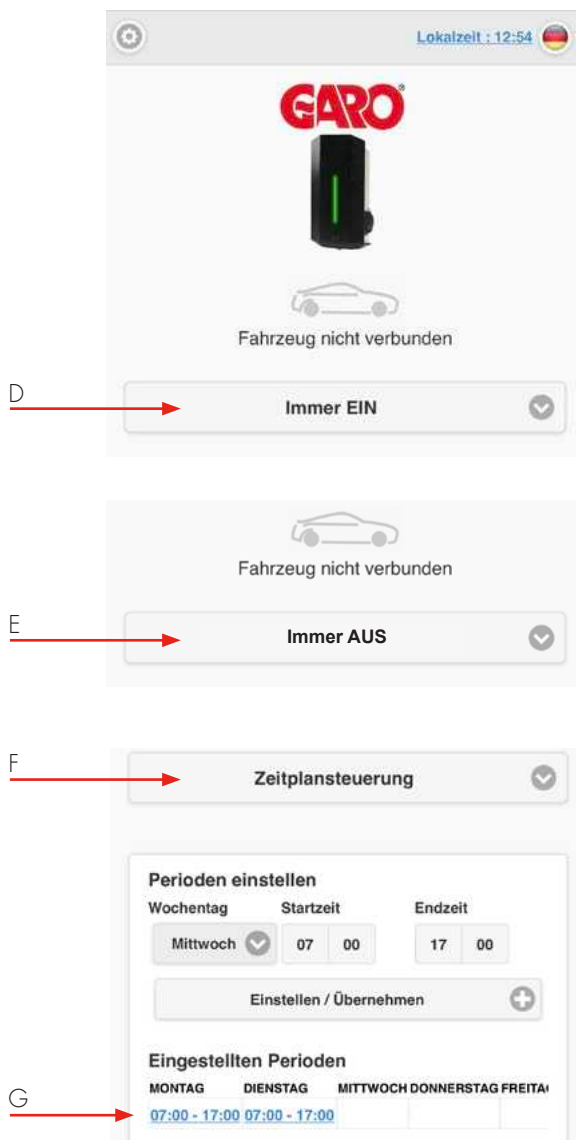 Lokalzeit : 12:54
GARO
Fahrzeug nicht verbunden
D
Immer EIN
Fahrzeug nicht verbunden
E
Immer AUS
F
Zeitplansteuerung
Perioden einstellen
Wochentag Startzeit Endzeit
Mittwoch 07 00 17 00
Einstellen / Übernehmen
Eingestellten Perioden
MONTAG DIENSTAG MITTWOCH DONNERSTAG FREITA
G
07:00 - 17:00 07:00 - 17:00